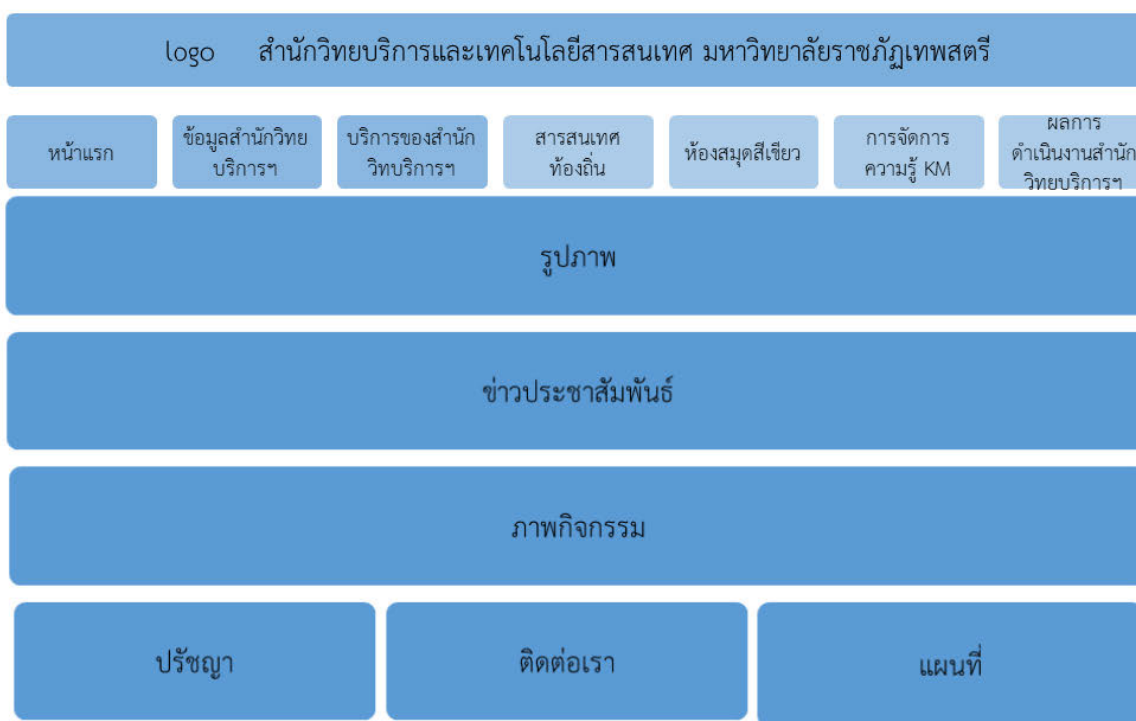 logo สำนักวิทยบริการและเทคโนโลยีสารสนเทศ มหาวิทยาลัยราชภัฏเทพสตรี
หน้าแรก
ข้อมูลสำนักวิทย
บริการฯ
บริการของสำนัก
วิทบริการฯ
สารสนเทศ
ท้องถิ่น
ห้องสมุดสีเขียว
การจัดการ
ความรู้ KM
ผลการ
ดำเนินงานสำนัก
วิทยบริการฯ
รูปภาพ
ข่าวประชาสัมพันธ์
ภาพกิจกรรม
ปรัชญา
ติดต่อเรา
แผนที่